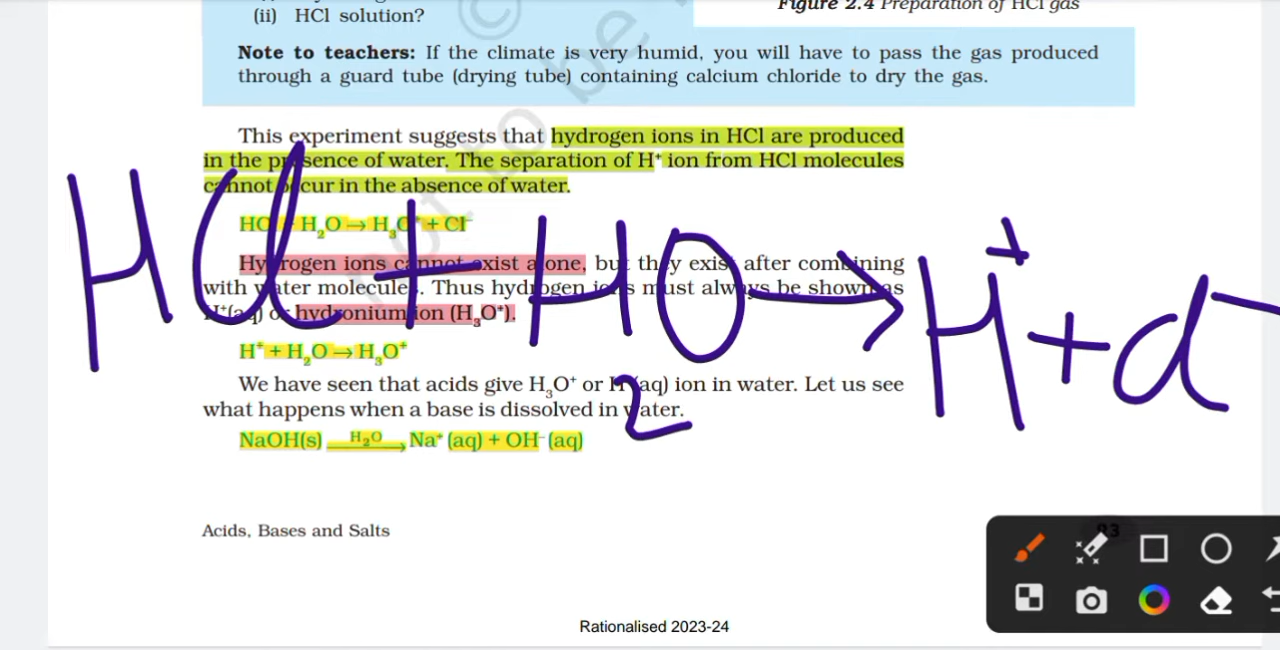 (ii) HCl solution?
Figure 2.4 Preparation of HCl gas
Note to teachers: If the climate is very humid, you will have to pass the gas produced
through a guard tube (drying tube) containing calcium chloride to dry the gas.
This experiment suggests that hydrogen ions in HCl are produced
in the presence of water. The separation of H⁺ ion from HCl molecules
cannot occur in the absence of water.
HCl + H₂O → H₃O⁺ + Cl⁻
Hydrogen ions cannot exist alone, but they exist after combining
with water molecules. Thus hydrogen ions must always be shown as
H⁺(aq) or hydronium ion (H₃O⁺).
H⁺ + H₂O → H₃O⁺
We have seen that acids give H₃O⁺ or H⁺(aq) ion in water. Let us see
what happens when a base is dissolved in water.
NaOH(s) H₂O→ Na⁺ (aq) + OH⁻ (aq)
HCl + H₂O → H⁺ + Cl⁻
Acids, Bases and Salts
Rationalised 2023-24